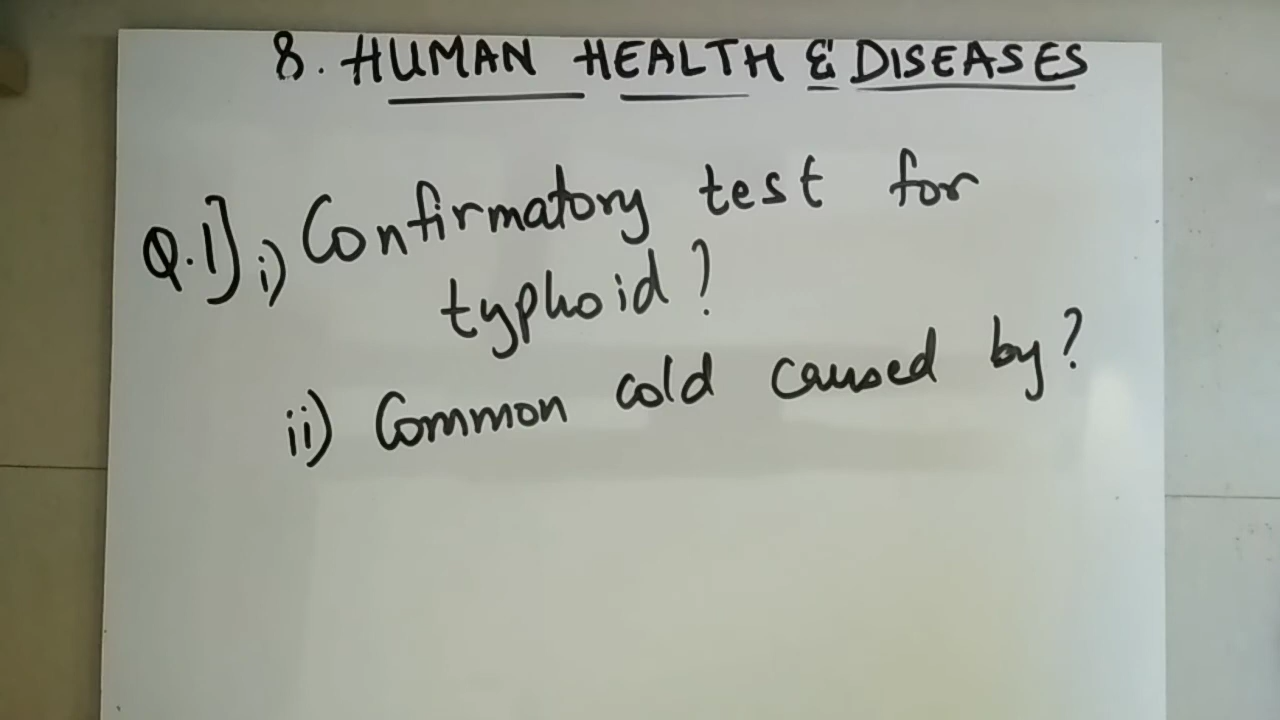 8. HUMAN HEALTH & DISEASES
Q.1] i) Confirmatory test for
typhoid?
ii) Common cold caused by?